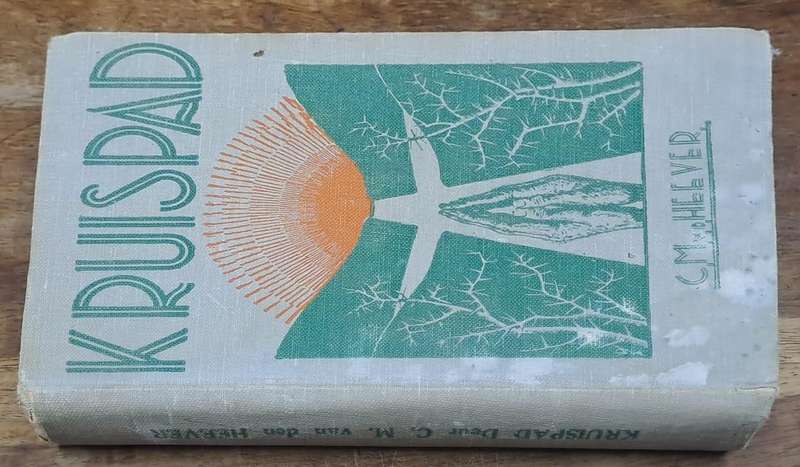 KRUISPAD
C.M.v.d.HEEVER.
KRUISPAD Deur C. M. van den HEEVER